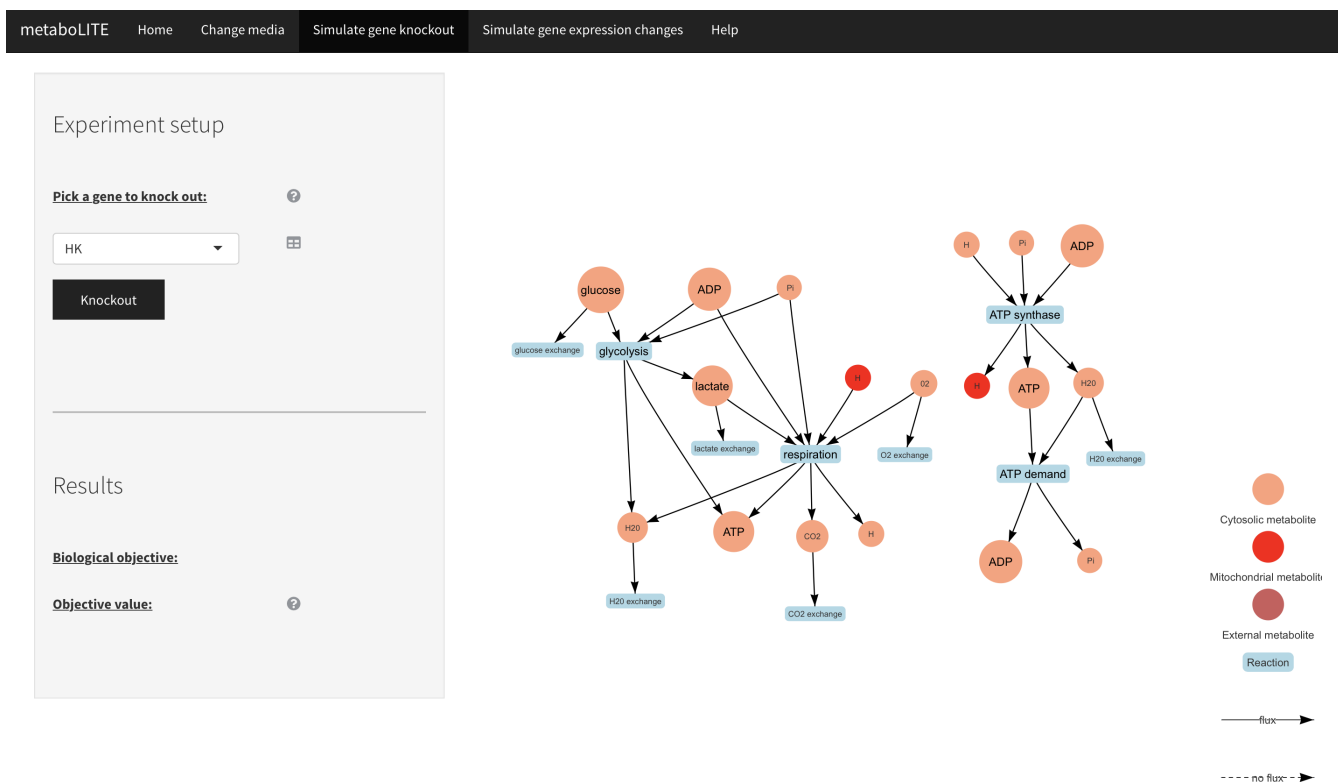 metaboLITE Home Change media Simulate gene knockout Simulate gene expression changes Help
Experiment setup
Pick a gene to knock out:
HK
Knockout
Results
Biological objective:
Objective value:
H Pi ADP
ATP synthase
glucose ADP Pi
glucose exchange glycolysis
lactate H 02 H ATP H20
lactate exchange respiration O2 exchange H20 exchange
ATP demand
H20 ATP CO2 H
ADP Pi
H20 exchange CO2 exchange
Cytosolic metabolite
Mitochondrial metabolit
External metabolite
Reaction
flux
no flux